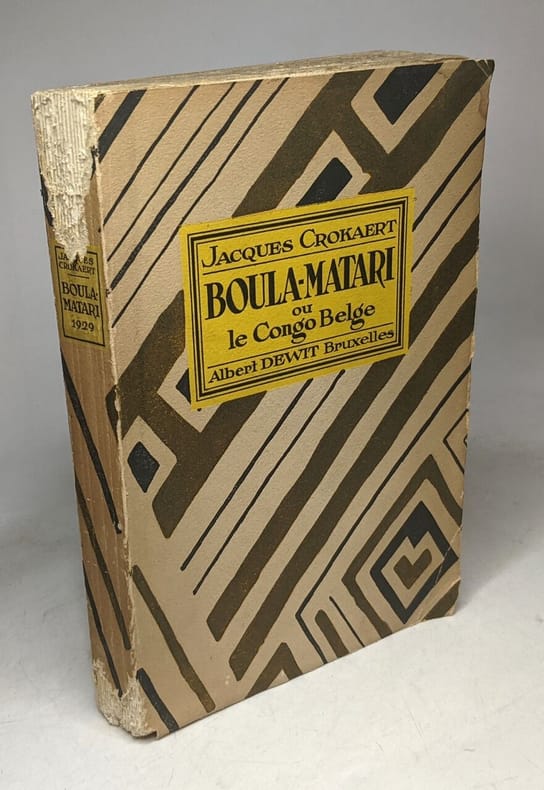 JACQUES CROKAERT
BOULA-MATARI
ou
le Congo Belge
Albert DEWIT Bruxelles
JACQUES
CROKAERT
BOULA-
MATARI
1929